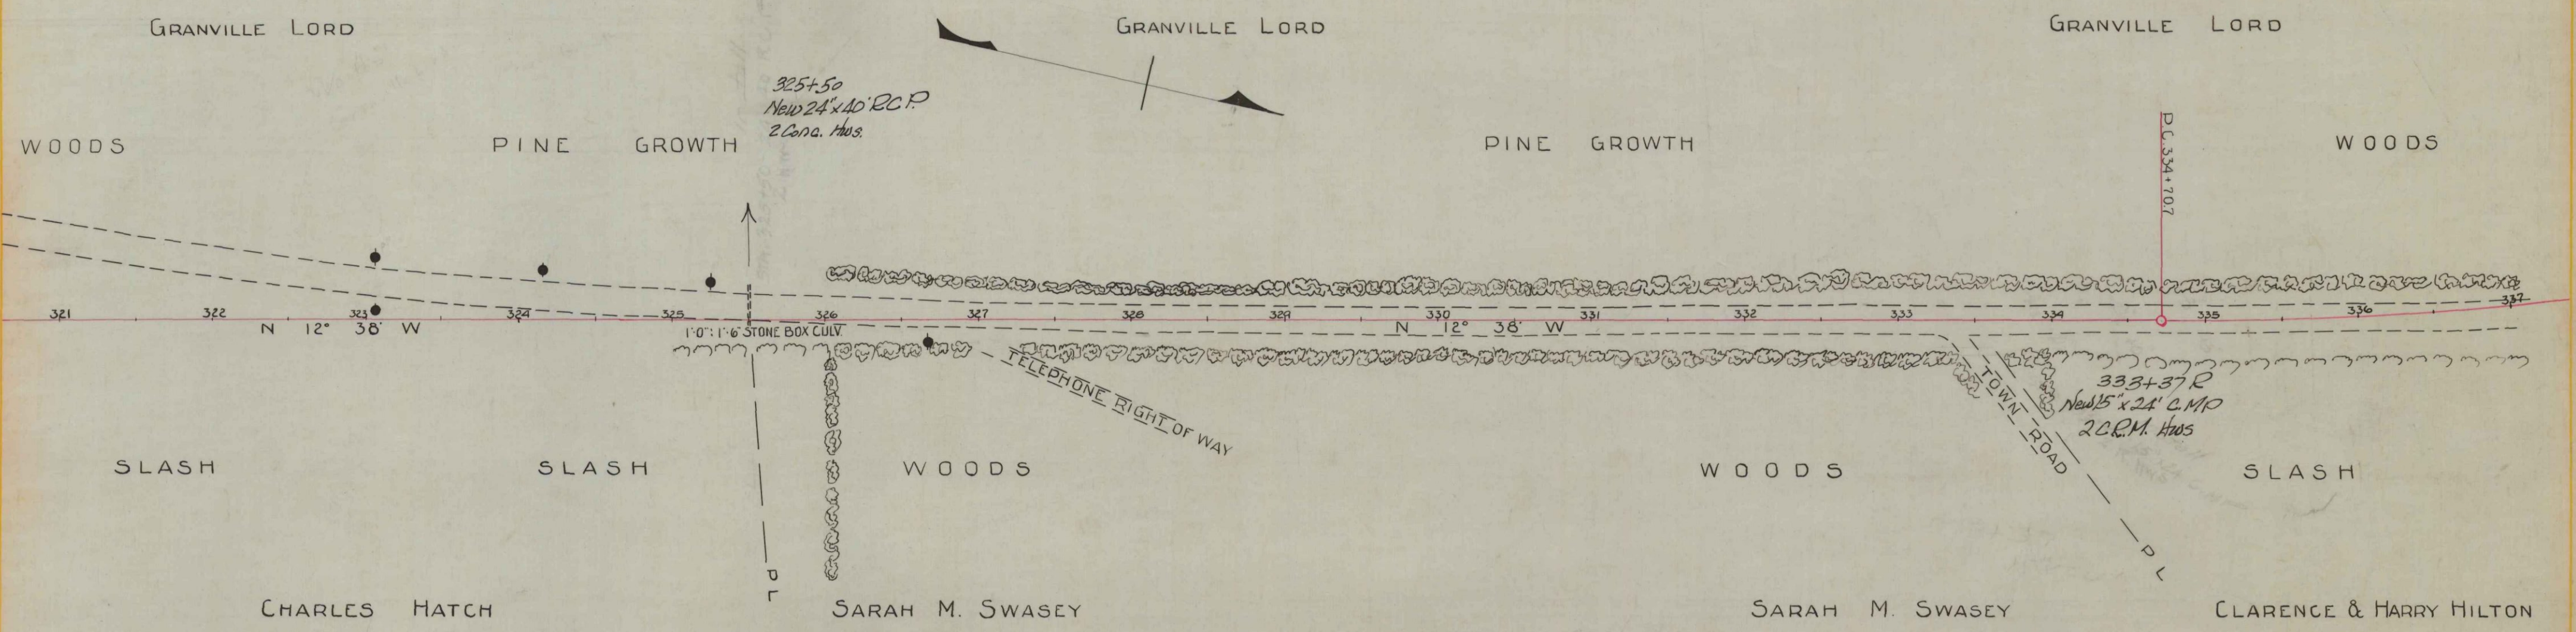 GRANVILLE LORD
GRANVILLE LORD
GRANVILLE LORD
325+50
New 24"x40' R.C.P.
2 Conc. Hws.
WOODS
PINE GROWTH
PINE GROWTH
WOODS
P.C. 334+70.7
321 322 323 324 325 326 327 328 329 330 331 332 333 334 335 336 337
N 12° 38' W
N 12° 38' W
1'-0": 1'-6" STONE BOX CULV.
TELEPHONE RIGHT OF WAY
TOWN ROAD
333+37 R
New 15" x 24' C.M.P
2 C.R.M. Hws
SLASH
SLASH
WOODS
WOODS
SLASH
P L
P L
CHARLES HATCH
SARAH M. SWASEY
SARAH M. SWASEY
CLARENCE & HARRY HILTON